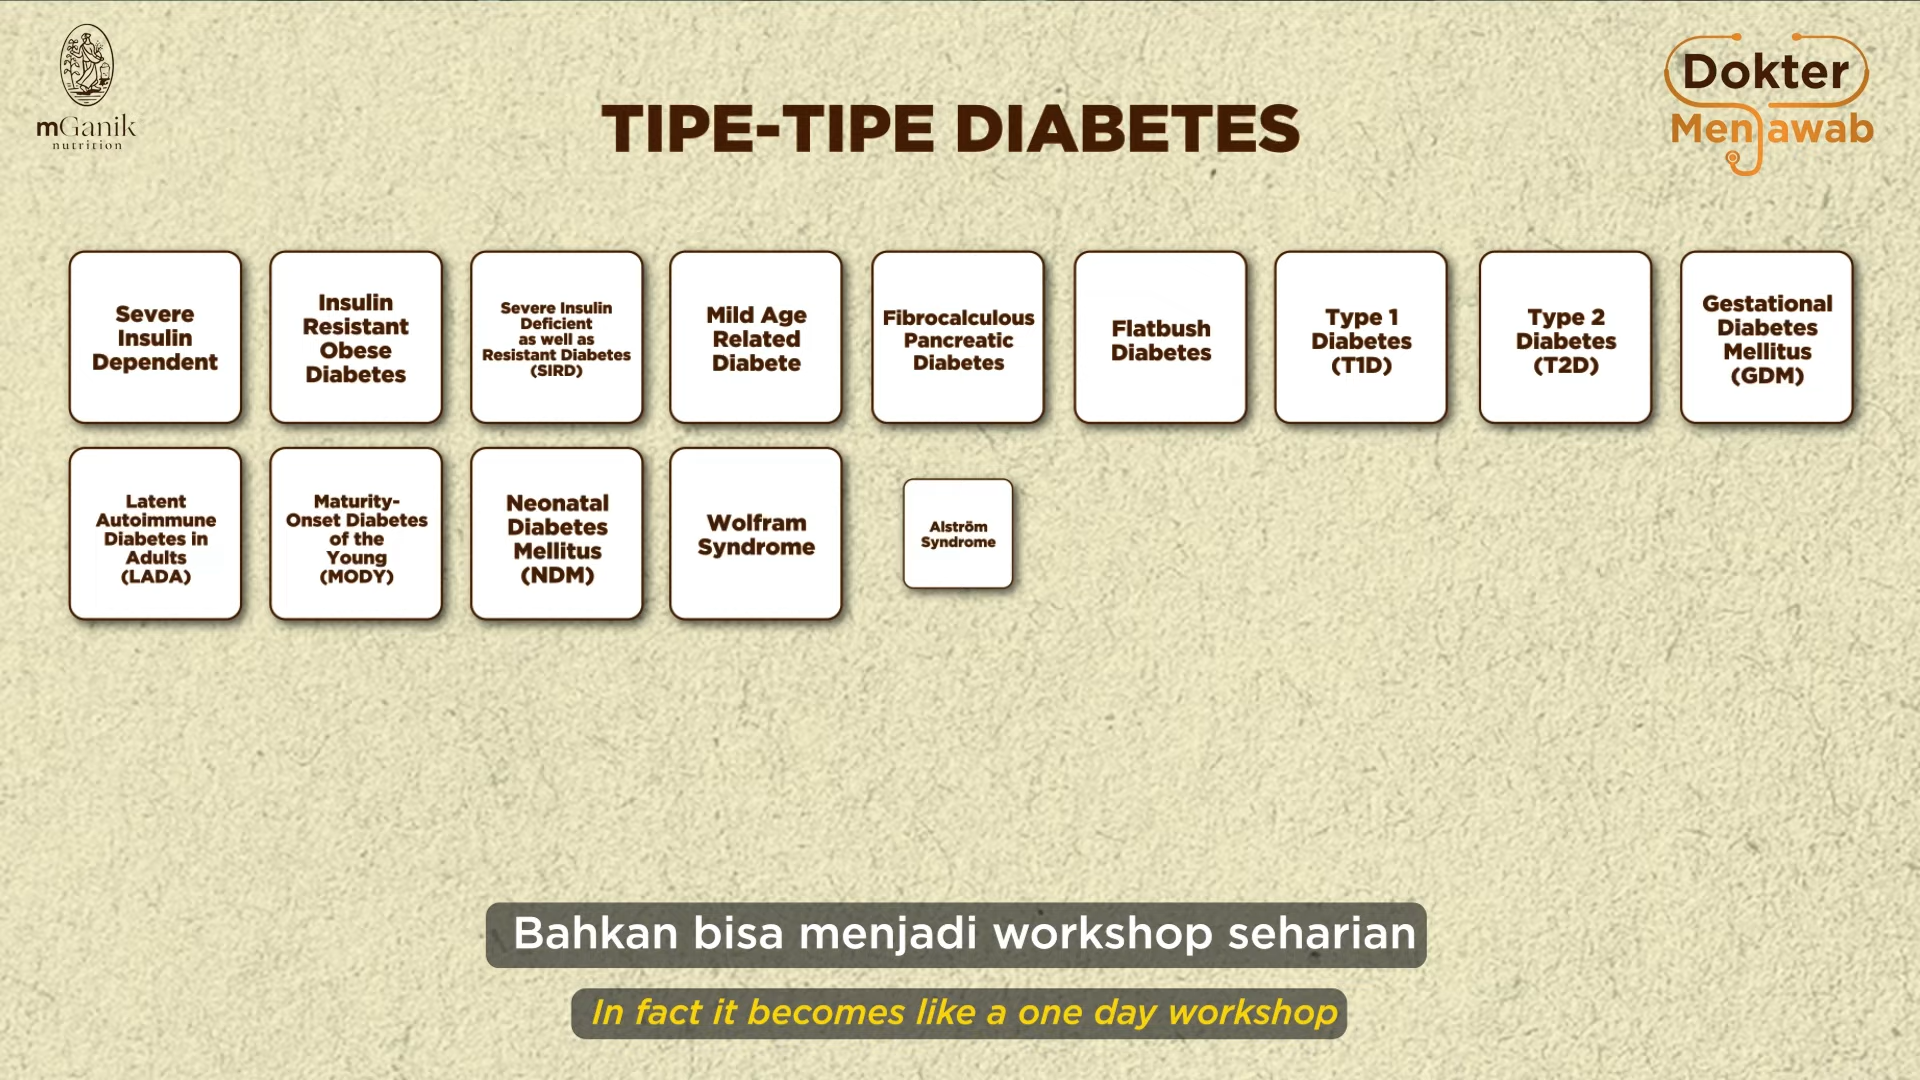 mGanik
nutrition
Dokter
Menjawab
TIPE-TIPE DIABETES
Severe
Insulin
Dependent
Insulin
Resistant
Obese
Diabetes
Severe Insulin
Deficient
as well as
Resistant Diabetes
(SIRD)
Mild Age
Related
Diabete
Fibrocalculous
Pancreatic
Diabetes
Flatbush
Diabetes
Type 1
Diabetes
(T1D)
Type 2
Diabetes
(T2D)
Gestational
Diabetes
Mellitus
(GDM)
Latent
Autoimmune
Diabetes in
Adults
(LADA)
Maturity-
Onset Diabetes
of the
Young
(MODY)
Neonatal
Diabetes
Mellitus
(NDM)
Wolfram
Syndrome
Alström
Syndrome
Bahkan bisa menjadi workshop seharian
In fact it becomes like a one day workshop